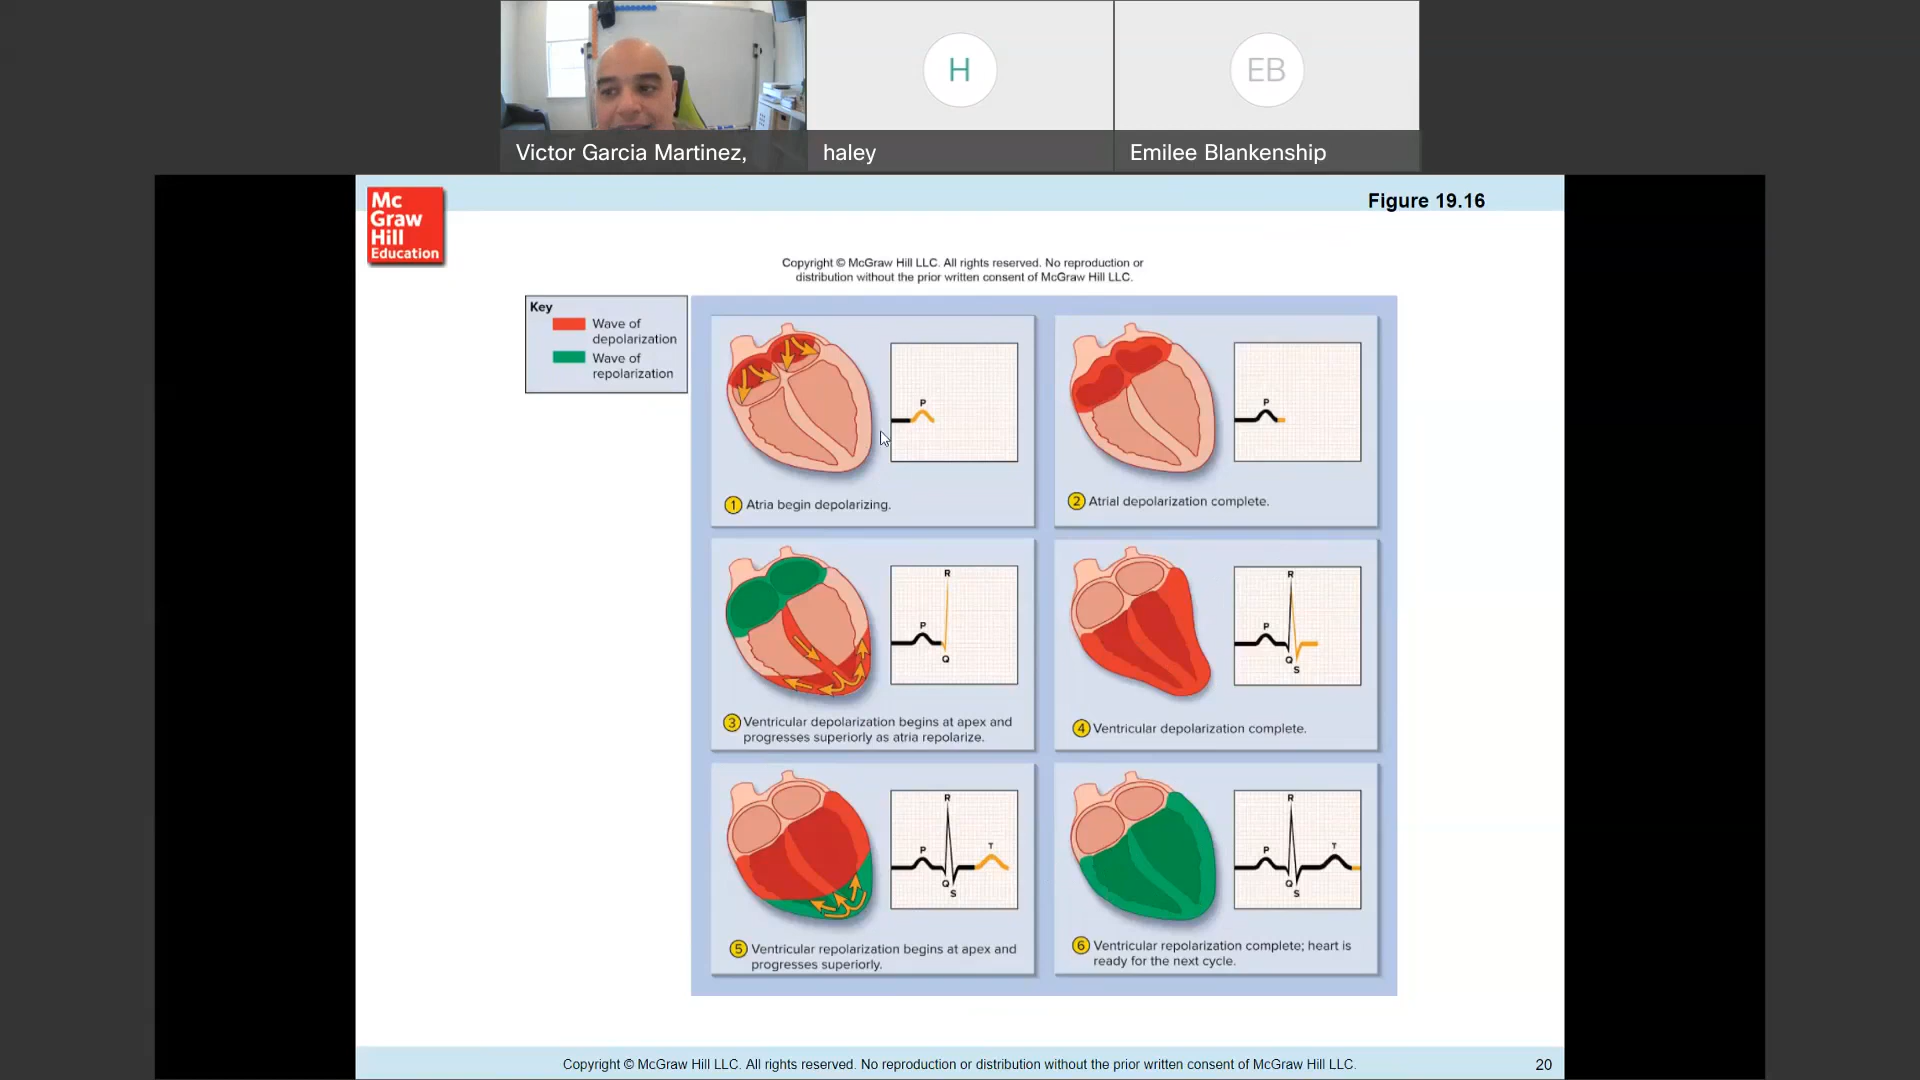 H
EB
Victor Garcia Martinez,
haley
Emilee Blankenship
Mc
Graw
Hill
Education
Figure 19.16
Copyright © McGraw Hill LLC. All rights reserved. No reproduction or
distribution without the prior written consent of McGraw Hill LLC.
Key
Wave of
depolarization
Wave of
repolarization
P
1 Atria begin depolarizing.
P
2 Atrial depolarization complete.
R
P
Q
3 Ventricular depolarization begins at apex and
progresses superiorly as atria repolarize.
R
P
Q
S
4 Ventricular depolarization complete.
R
P
T
Q
S
5 Ventricular repolarization begins at apex and
progresses superiorly.
R
P
T
Q
S
6 Ventricular repolarization complete; heart is
ready for the next cycle.
Copyright © McGraw Hill LLC. All rights reserved. No reproduction or distribution without the prior written consent of McGraw Hill LLC.
20